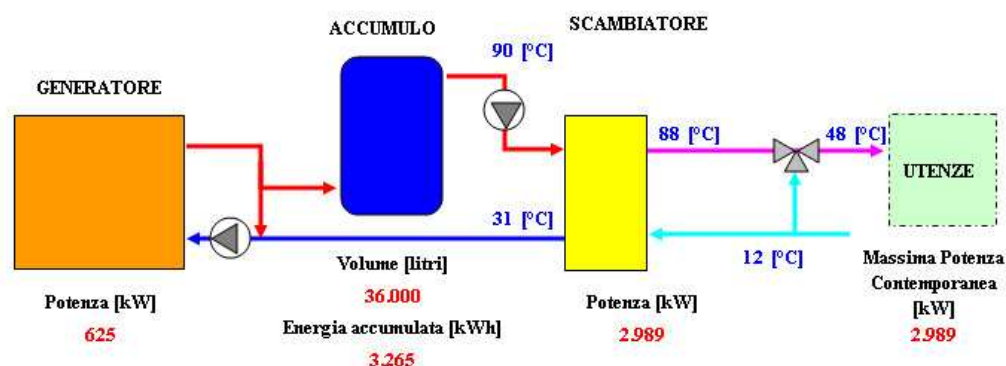 ACCUMULO
SCAMBIATORE
90 [°C]
GENERATORE
88 [°C]
48 [°C]
UTENZE
31 [°C]
12 [°C]
Volume [litri]
36.000
Energia accumulata [kWh]
3.265
Potenza [kW]
625
Potenza [kW]
2.989
Massima Potenza
Contemporanea
[kW]
2.989